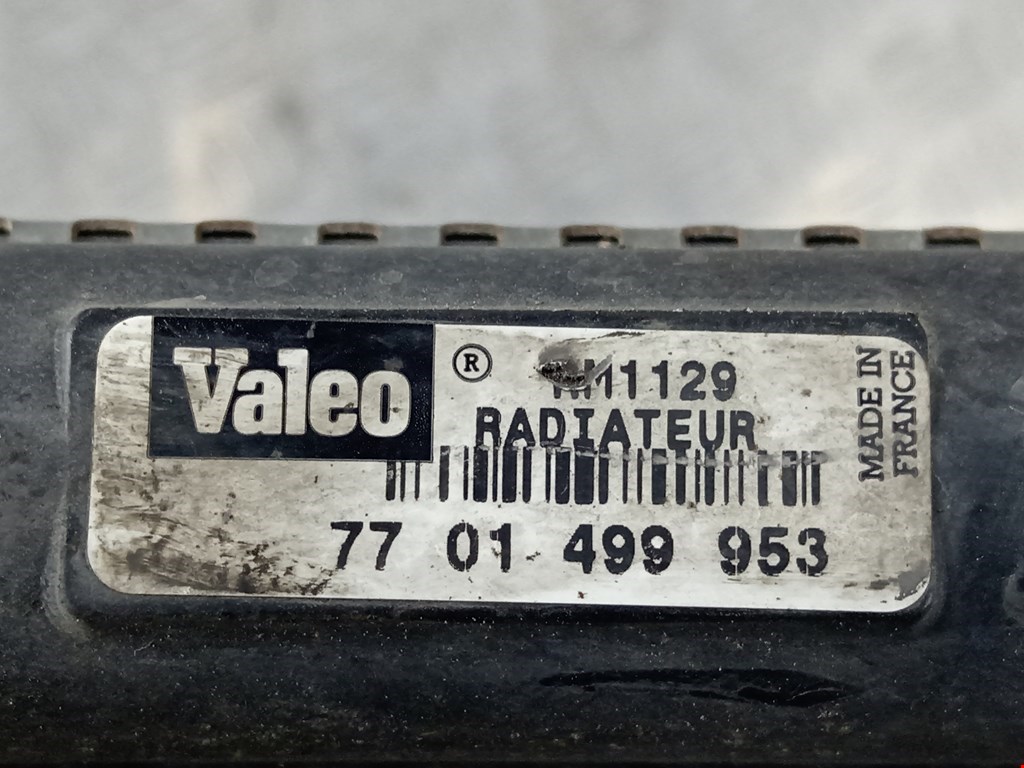 Valeo ®
RADIATEUR
77 01 499 953
MADE IN
FRANCE